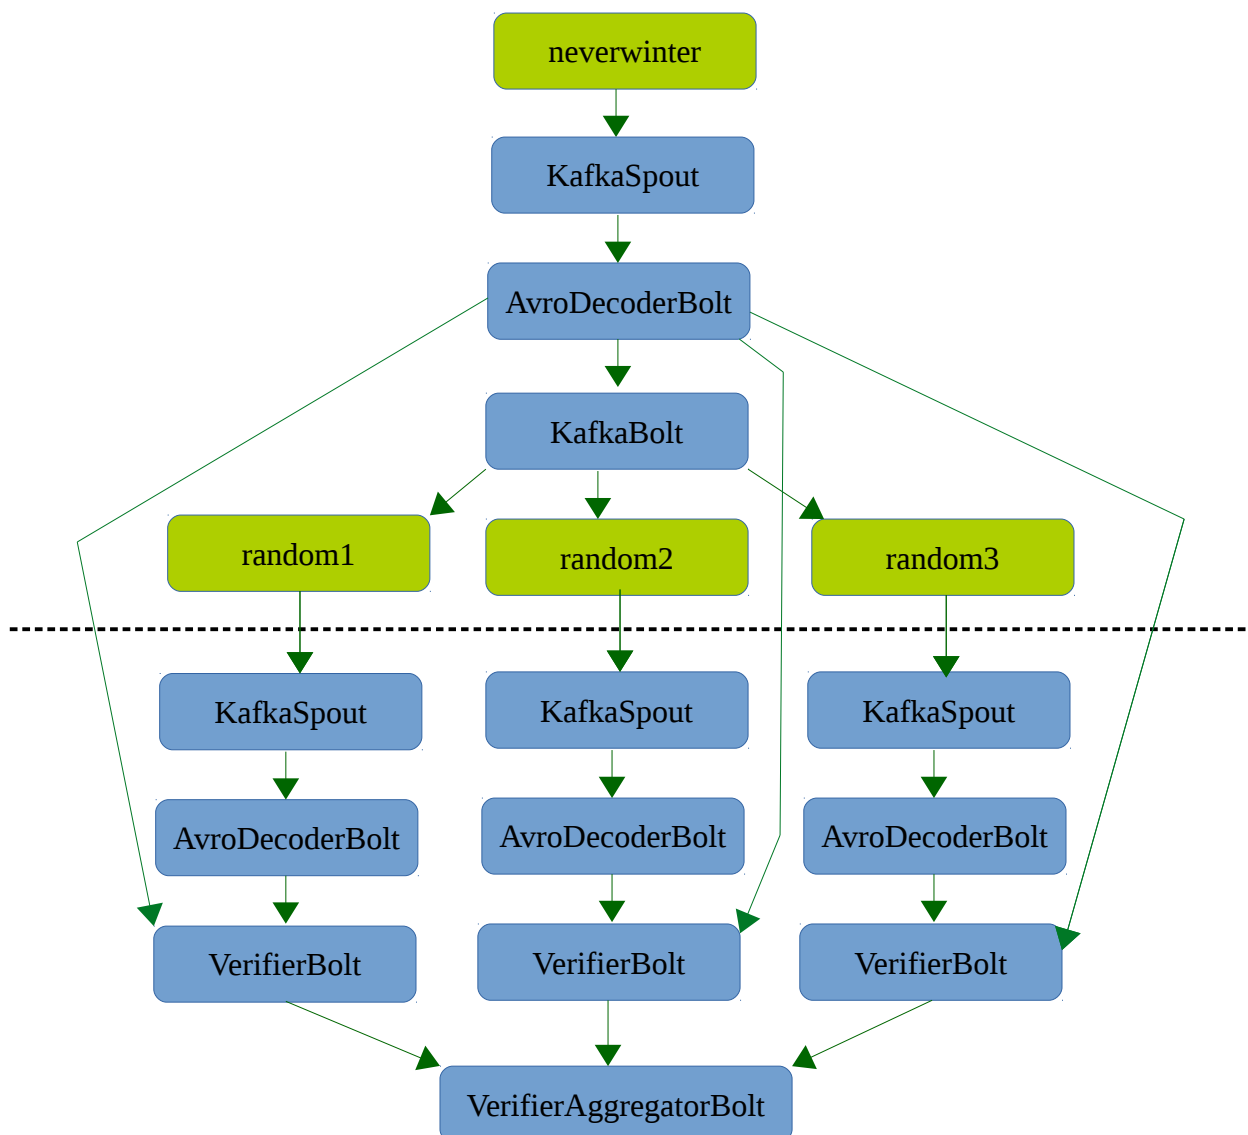 neverwinter
KafkaSpout
AvroDecoderBolt
KafkaBolt
random1
random2
random3
KafkaSpout
KafkaSpout
KafkaSpout
AvroDecoderBolt
AvroDecoderBolt
AvroDecoderBolt
VerifierBolt
VerifierBolt
VerifierBolt
VerifierAggregatorBolt